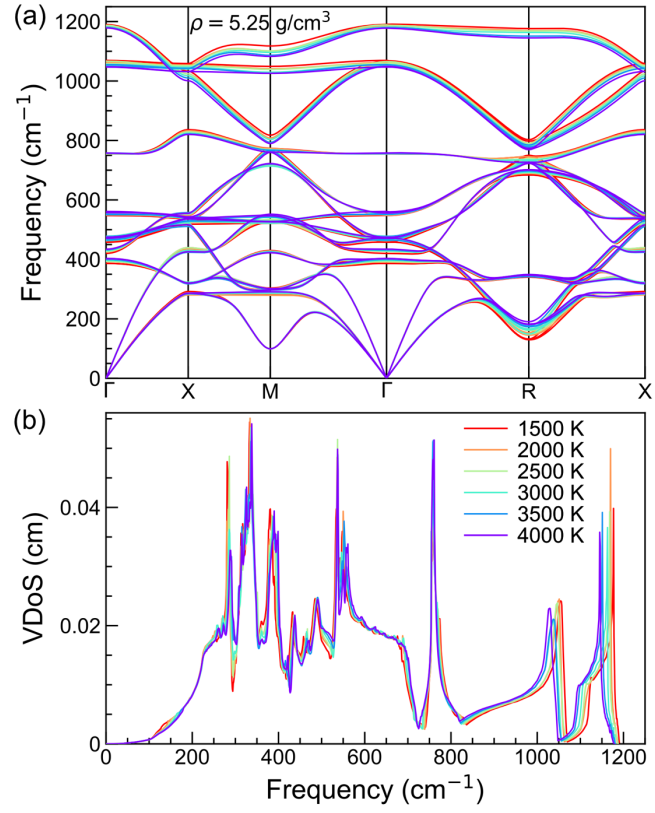 (a)
ρ = 5.25 g/cm³
1200
1000
800
600
400
200
0
Frequency (cm⁻¹)
Γ X M Γ R X
(b)
1500 K
2000 K
2500 K
3000 K
3500 K
4000 K
0.04
0.02
0
VDoS (cm)
0 200 400 600 800 1000 1200
Frequency (cm⁻¹)